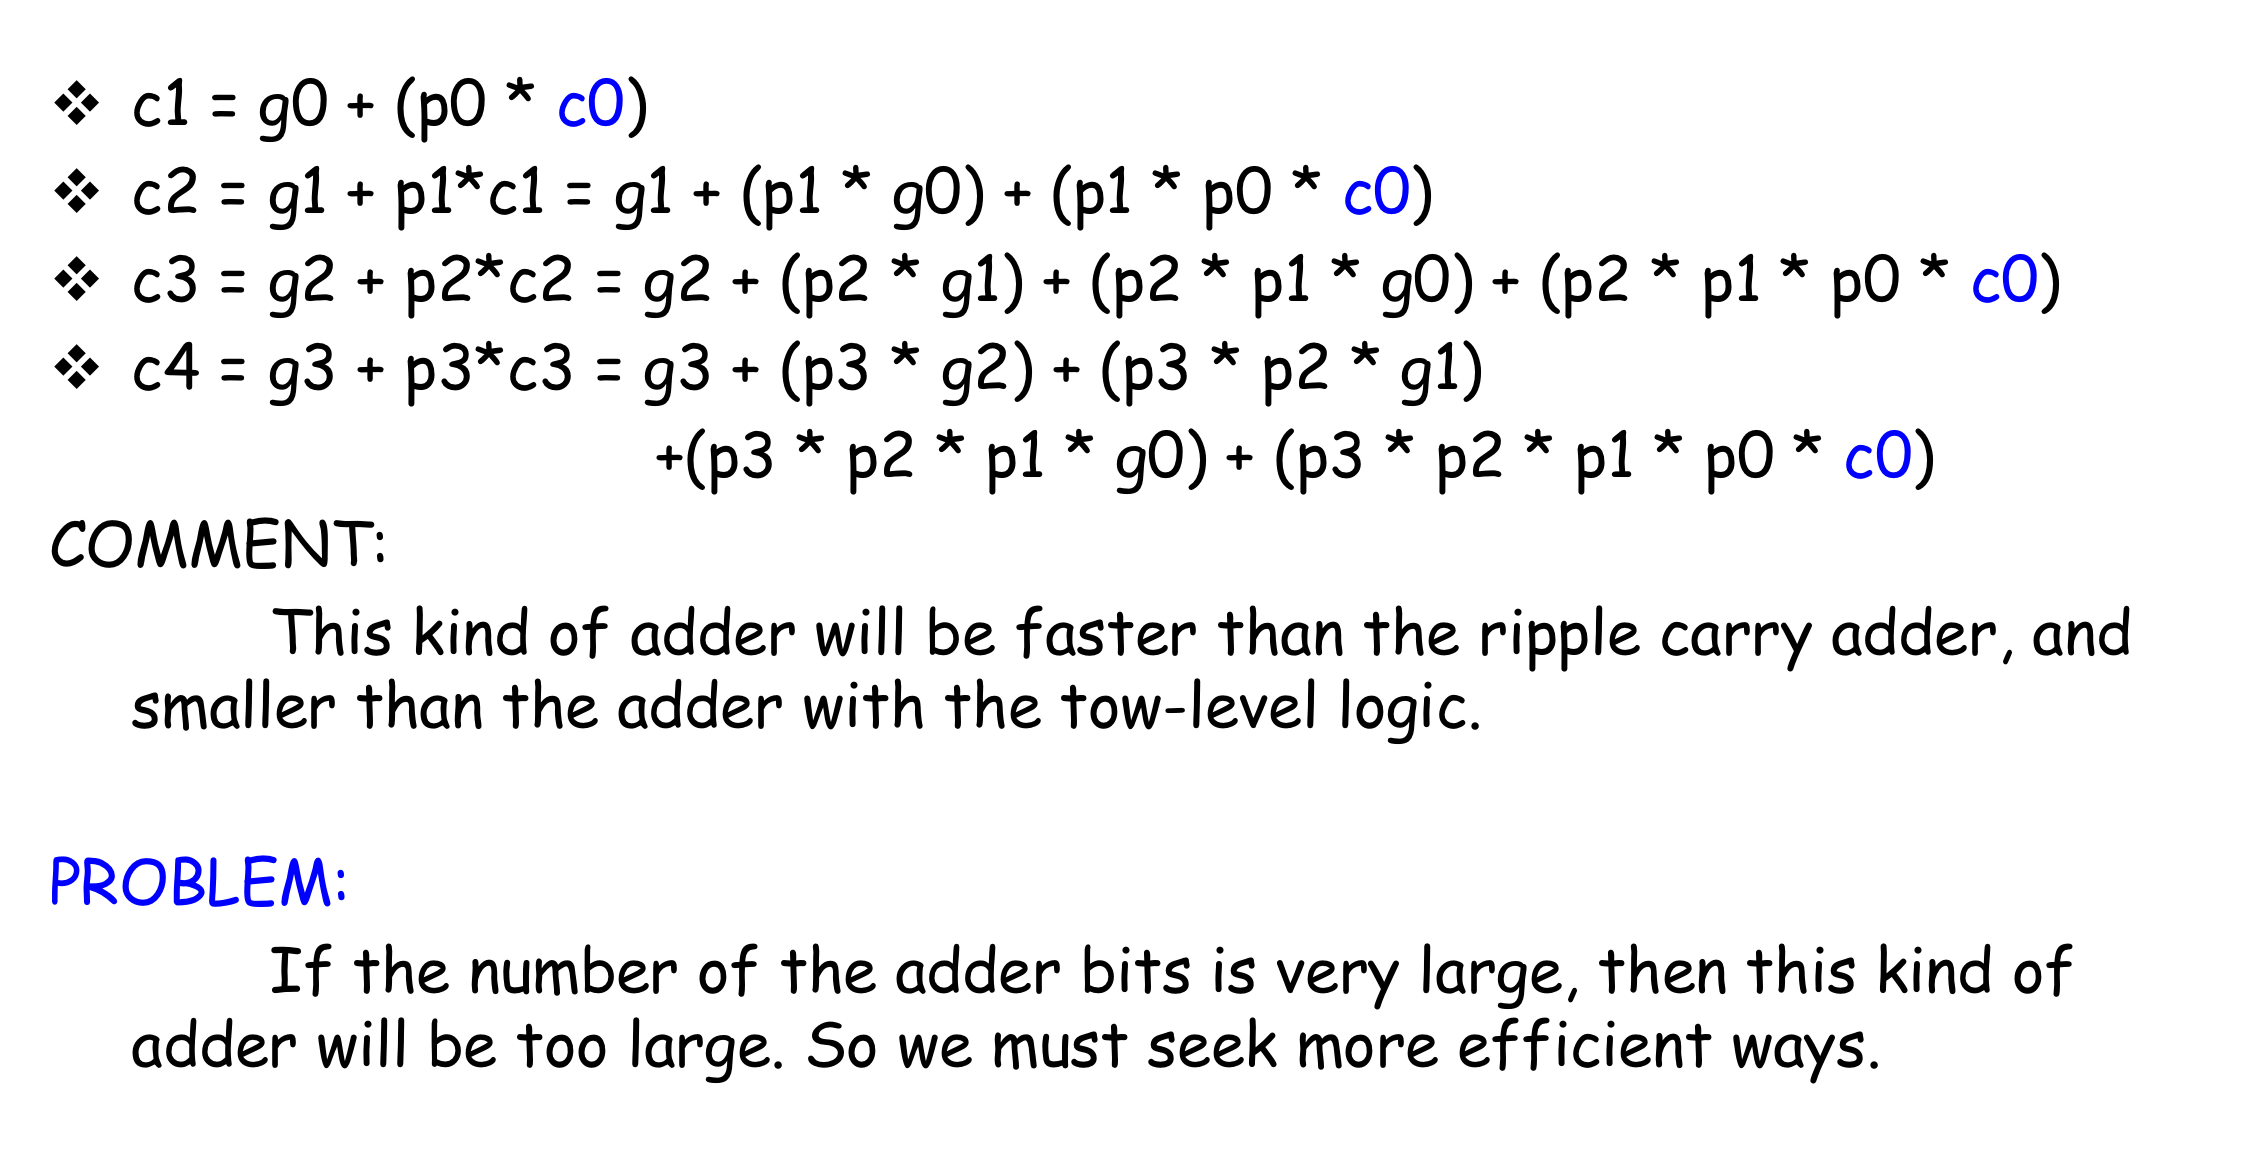 ❖ c1 = g0 + (p0 * c0)
❖ c2 = g1 + p1*c1 = g1 + (p1 * g0) + (p1 * p0 * c0)
❖ c3 = g2 + p2*c2 = g2 + (p2 * g1) + (p2 * p1 * g0) + (p2 * p1 * p0 * c0)
❖ c4 = g3 + p3*c3 = g3 + (p3 * g2) + (p3 * p2 * g1)
+(p3 * p2 * p1 * g0) + (p3 * p2 * p1 * p0 * c0)
COMMENT:
This kind of adder will be faster than the ripple carry adder, and
smaller than the adder with the tow-level logic.
PROBLEM:
If the number of the adder bits is very large, then this kind of
adder will be too large. So we must seek more efficient ways.